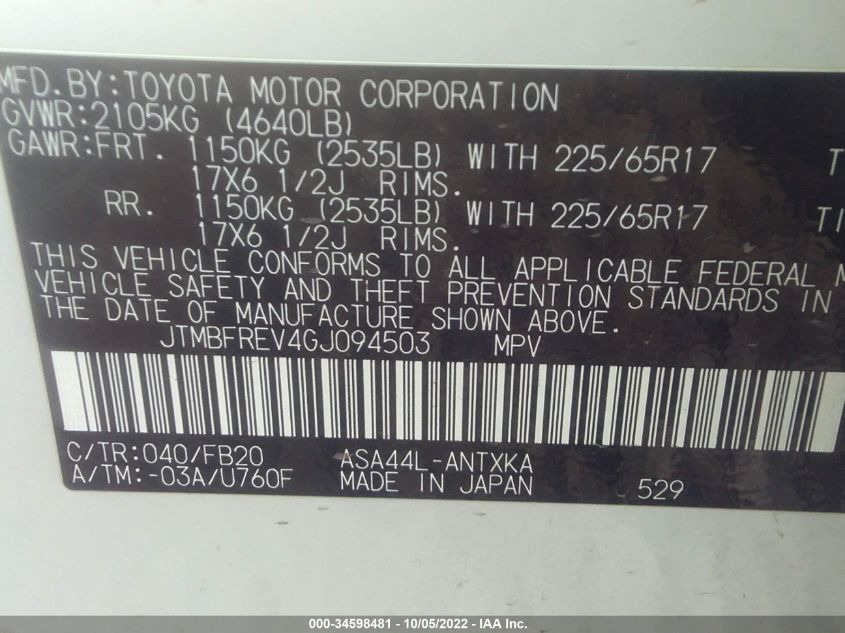 MFD.BY:TOYOTA MOTOR CORPORATION
GVWR:2105KG (4640LB)
GAWR:FRT. 1150KG (2535LB) WITH 225/65R17
17X6 1/2J RIMS.
RR. 1150KG (2535LB) WITH 225/65R17
17X6 1/2J RIMS.
THIS VEHICLE CONFORMS TO ALL APPLICABLE FEDERAL
VEHICLE SAFETY AND THEFT PREVENTION STANDARDS IN
THE DATE OF MANUFACTURE SHOWN ABOVE.
JTMBFREV4GJ094503 MPV
C/TR:040/FB20 ASA44L-ANTXKA
A/TM:-03A/U760F MADE IN JAPAN 529
000-34598481 - 10/05/2022 - IAA Inc.